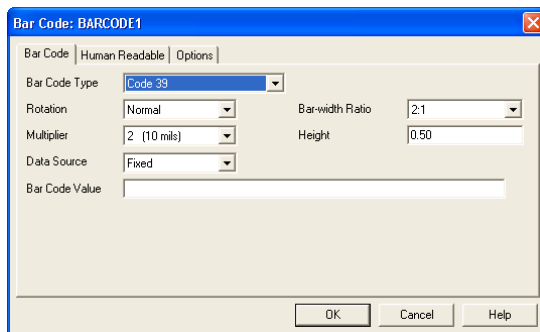 Bar Code: BARCODE1
Bar Code Human Readable Options
Bar Code Type Code 39
Rotation Normal Bar-width Ratio 2:1
Multiplier 2 (10 mils) Height 0.50
Data Source Fixed
Bar Code Value
OK Cancel Help